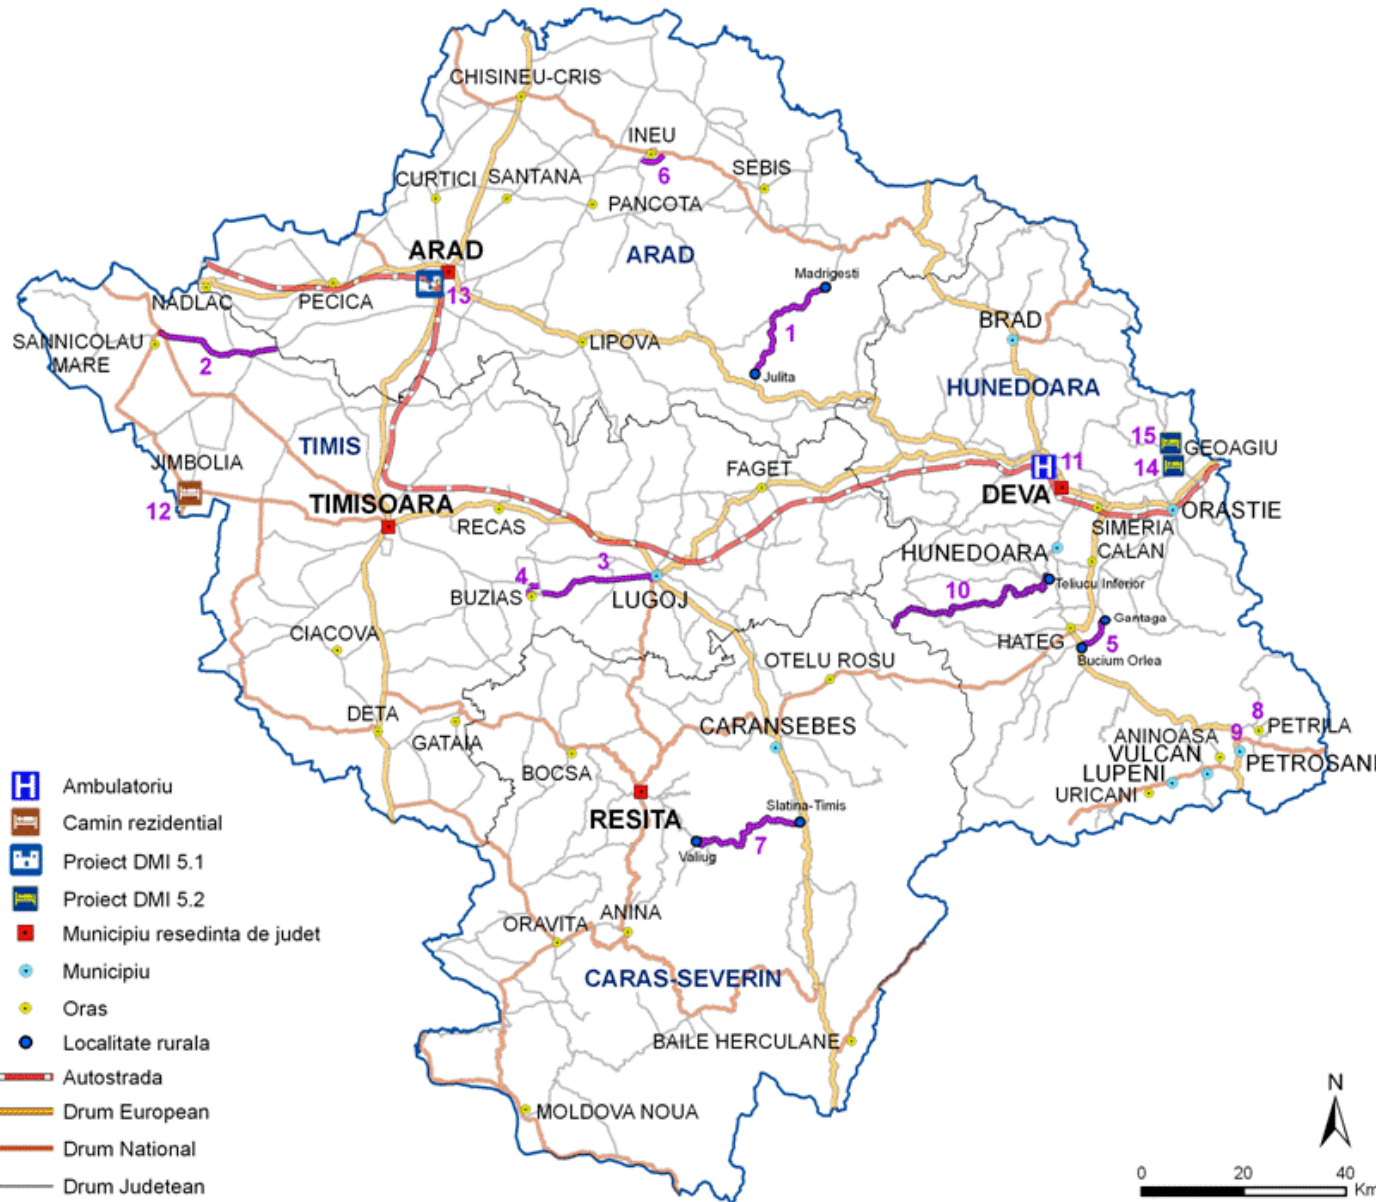 CHISINEU-CRIS
INEU
6
SEBIS
CURTICI
SANTANA
PANCOTA
ARAD
ARAD
Madrigesti
NADLAC
PECICA
13
BRAD
SANNICOLAU
MARE
2
LIPOVA
1
Julita
HUNEDOARA
TIMIS
15
GEOAGIU
JIMBOLIA
FAGET
H
11
14
12
TIMISOARA
DEVA
ORASTIE
RECAS
SIMERIA
HUNEDOARA
CALAN
3
4
BUZIAS
LUGOJ
10
Teliucu Inferior
CIACOVA
Gantaga
HATEG
5
OTELU ROSU
Bucium Orlea
DETA
CARANSEBES
8
PETRILA
GATAIA
ANINOASA
9
VULCAN
BOCSA
PETROSANI
LUPENI
URICANI
RESITA
Slatina-Timis
7
Valiug
ORAVITA
ANINA
CARAS-SEVERIN
BAILE HERCULANE
MOLDOVA NOUA
H Ambulatoriu
Camin rezidential
Proiect DMI 5.1
Proiect DMI 5.2
Municipiu resedinta de judet
Municipiu
Oras
Localitate rurala
Autostrada
Drum European
Drum National
Drum Judetean
N
0 20 40
Km